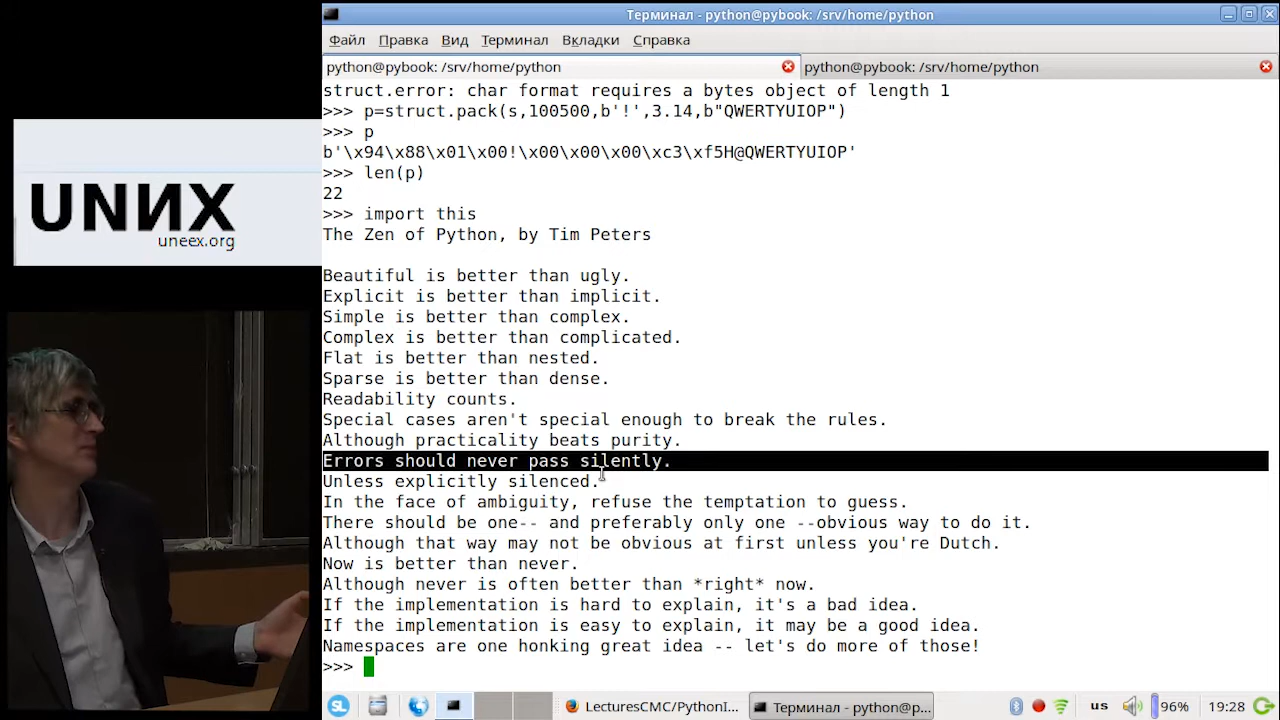 Терминал - python@pybook: /srv/home/python
Файл Правка Вид Терминал Вкладки Справка
python@pybook: /srv/home/python
python@pybook: /srv/home/python
struct.error: char format requires a bytes object of length 1
>>> p=struct.pack(s,100500,b'!',3.14,b"QWERTYUIOP")
>>> p
b'\x94\x88\x01\x00!\x00\x00\x00\xc3\xf5H@QWERTYUIOP'
>>> len(p)
22
>>> import this
The Zen of Python, by Tim Peters
Beautiful is better than ugly.
Explicit is better than implicit.
Simple is better than complex.
Complex is better than complicated.
Flat is better than nested.
Sparse is better than dense.
Readability counts.
Special cases aren't special enough to break the rules.
Although practicality beats purity.
Errors should never pass silently.
Unless explicitly silenced.
In the face of ambiguity, refuse the temptation to guess.
There should be one-- and preferably only one --obvious way to do it.
Although that way may not be obvious at first unless you're Dutch.
Now is better than never.
Although never is often better than *right* now.
If the implementation is hard to explain, it's a bad idea.
If the implementation is easy to explain, it may be a good idea.
Namespaces are one honking great idea -- let's do more of those!
>>>
UNИX
uneex.org
SL
LecturesCMC/PythonI...
Терминал - python@p...
us
96%
19:28